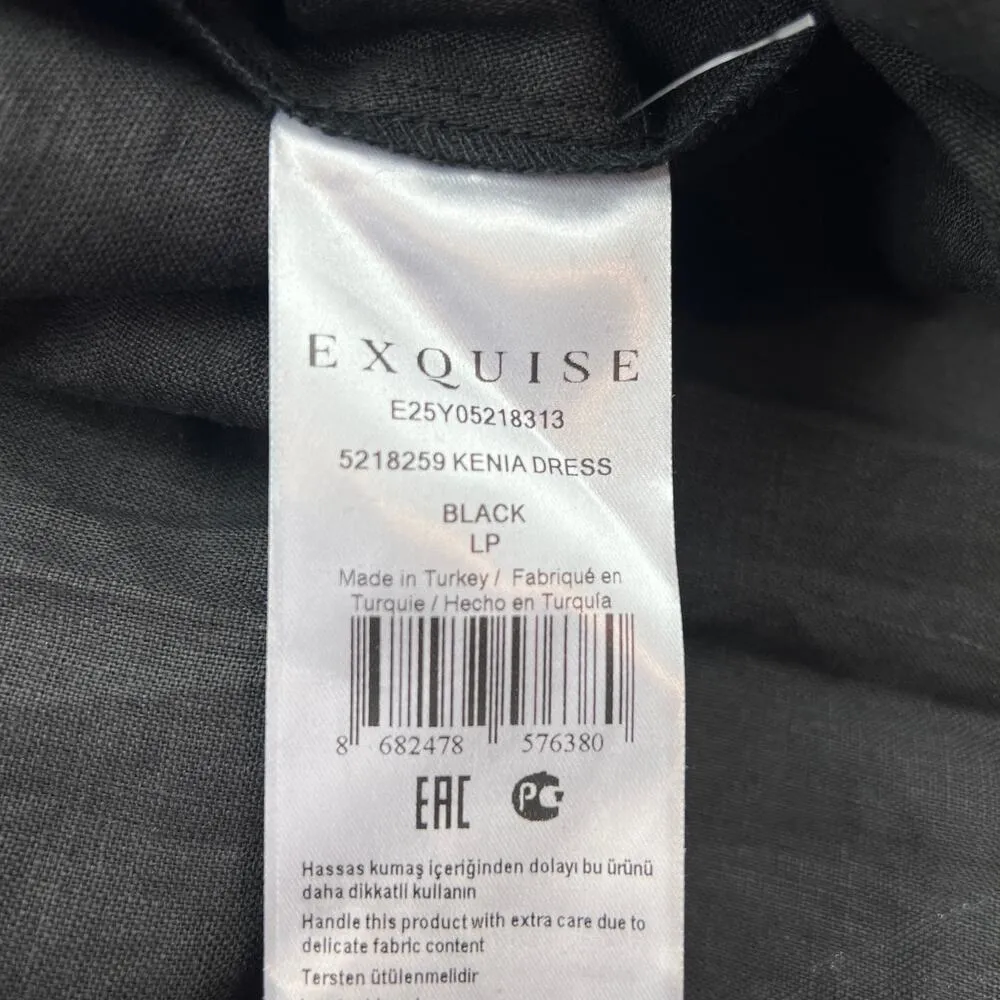 EXQUISE
E25Y05218313
5218259 KENIA DRESS
BLACK
LP
Made in Turkey / Fabriqué en
Turquie / Hecho en Turquía
8 682478 576380
EAC PG
Hassas kumaş içeriğinden dolayı bu ürünü
daha dikkatli kullanın
Handle this product with extra care due to
delicate fabric content
Tersten ütülenmelidir